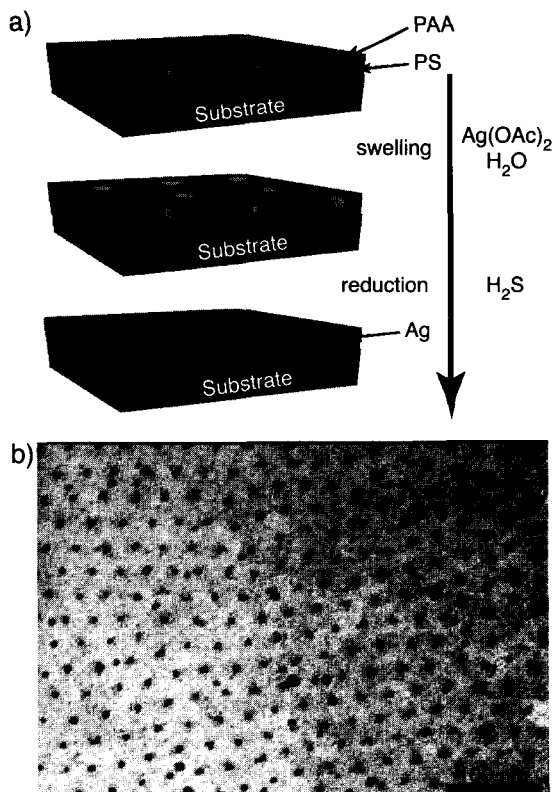 a)
PAA
PS
Substrate
swelling
Ag(OAc)2
H2O
Substrate
reduction
H2S
Ag
Substrate
b)